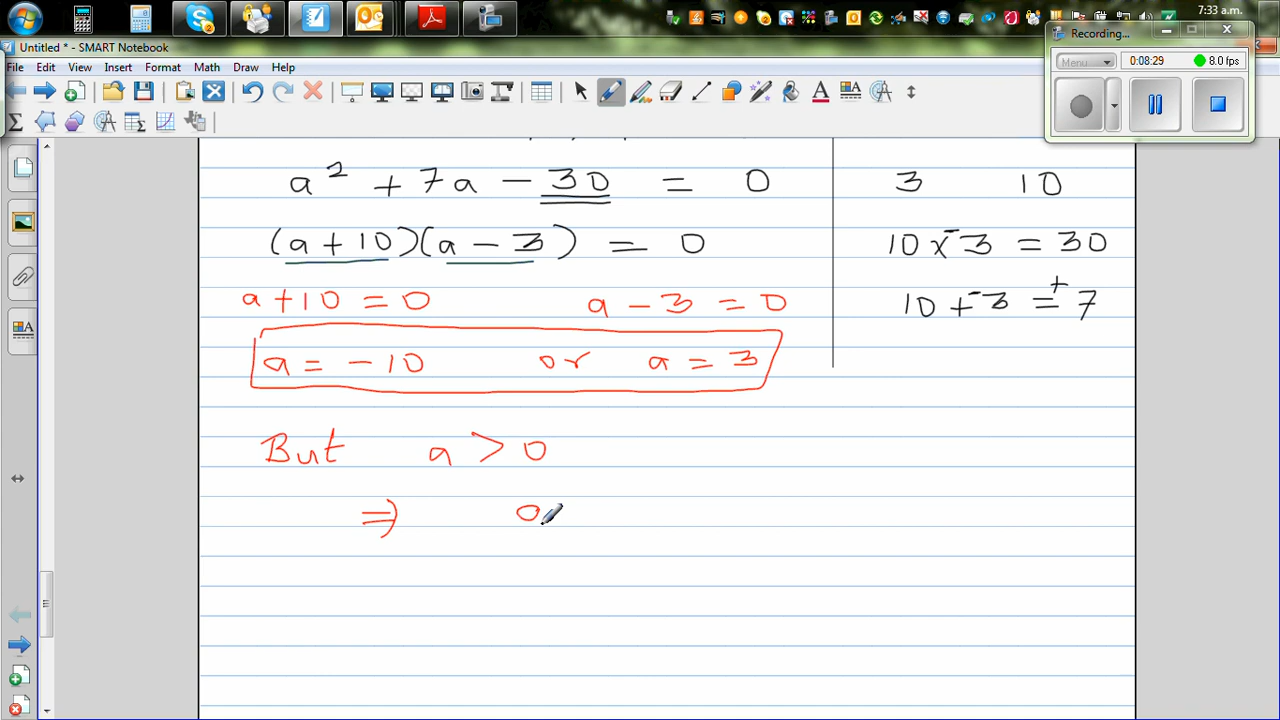 7:33 a.m.
Untitled * - SMART Notebook
Recording...
File Edit View Insert Format Math Draw Help
Menu
0:08:29 8.0 fps
a² + 7a - 30 = 0
3 10
(a + 10)(a - 3) = 0
10 x -3 = 30
a + 10 = 0 a - 3 = 0
10 + -3 = + 7
a = - 10 or a = 3
But a > 0
⇒ a